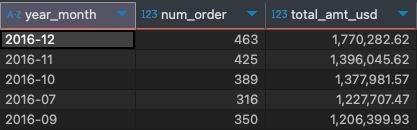 A-Z year_month 123 num_order 123 total_amt_usd
2016-12 463 1,770,282.62
2016-11 425 1,396,045.62
2016-10 389 1,377,981.57
2016-07 316 1,227,707.47
2016-09 350 1,206,399.93